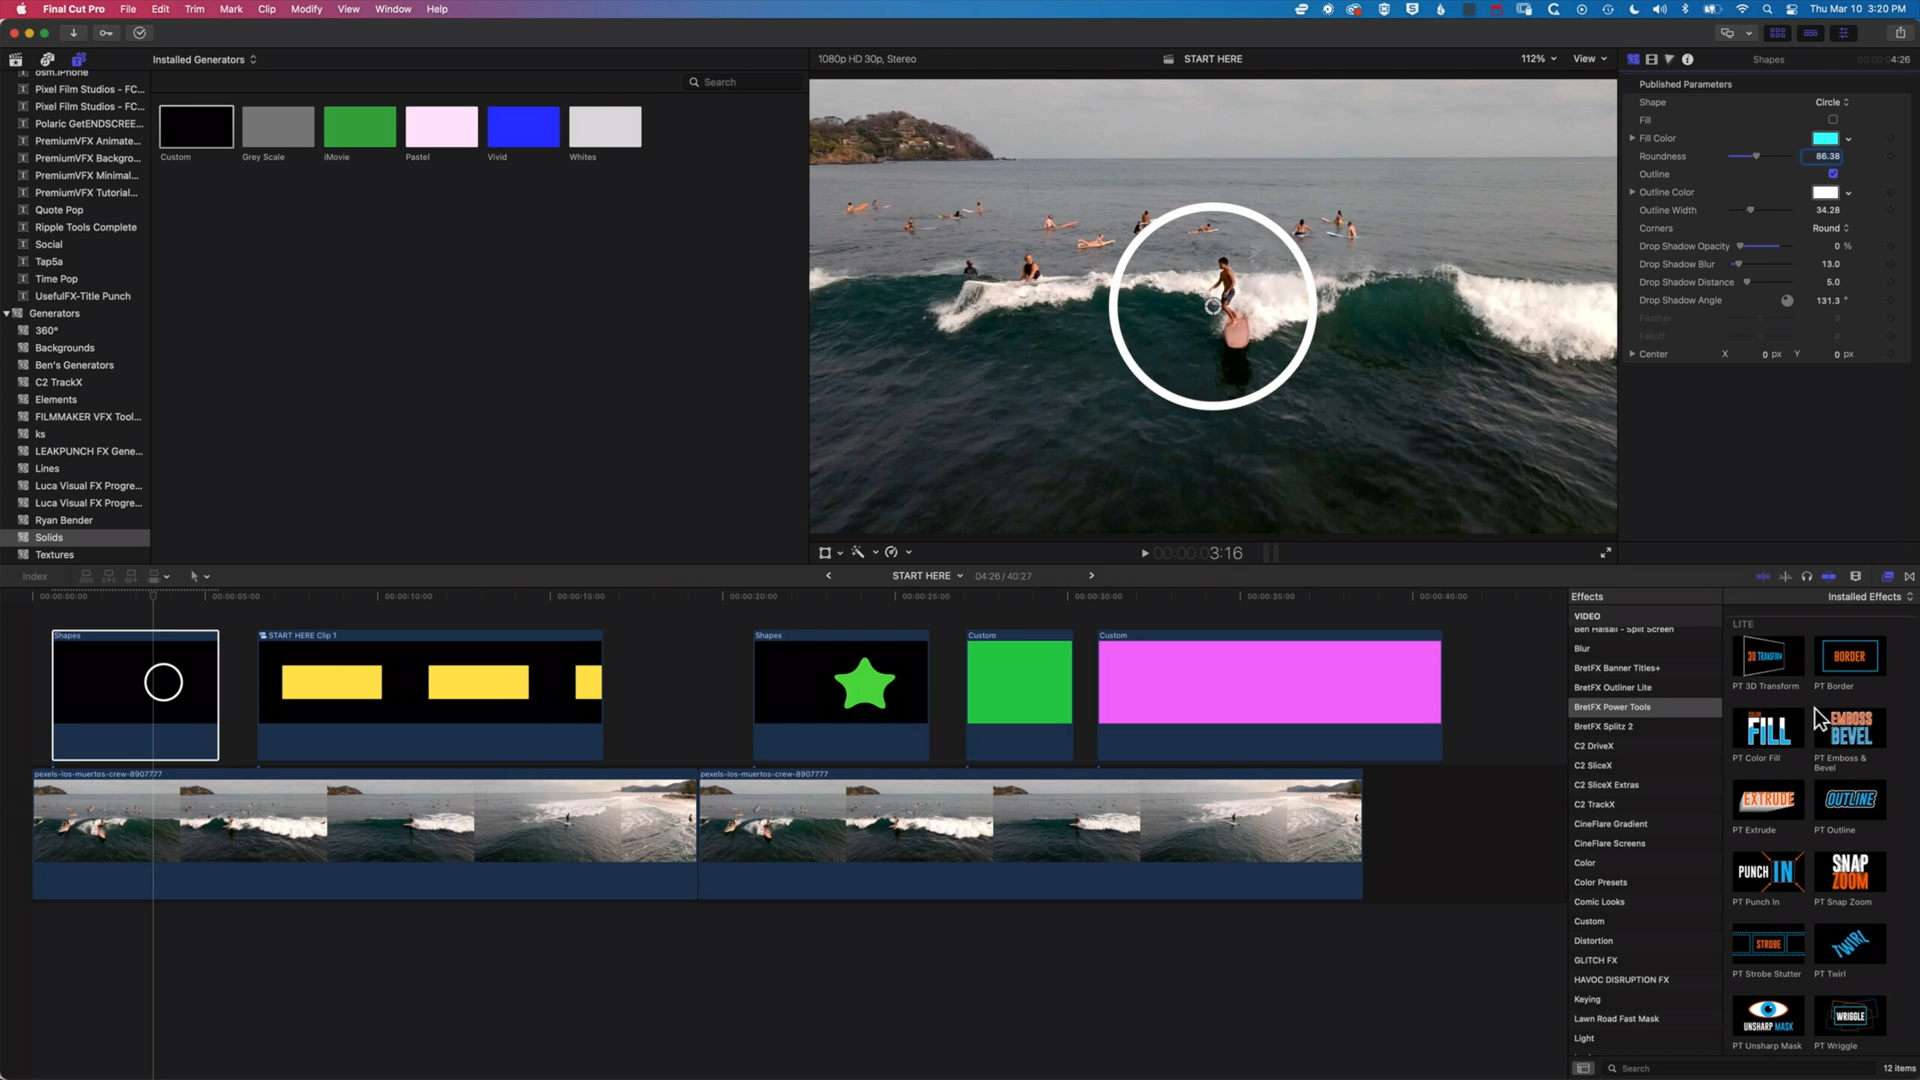 Final Cut Pro File Edit Trim Mark Clip Modify View Window Help Thu Mar 10 3:20 PM
Installed Generators
Search
osm.iPhone
Pixel Film Studios - FC...
Pixel Film Studios - FC...
Polaric GetENDSCREE...
PremiumVFX Animate...
PremiumVFX Backgro...
PremiumVFX Minimal...
PremiumVFX Tutorial...
Quote Pop
Ripple Tools Complete
Social
Tap5a
Time Pop
UsefulFX-Title Punch
Generators
360°
Backgrounds
Ben's Generators
C2 TrackX
Elements
FILMMAKER VFX Tool...
ks
LEAKPUNCH FX Gene...
Lines
Luca Visual FX Progre...
Luca Visual FX Progre...
Ryan Bender
Solids
Textures
Custom Grey Scale iMovie Pastel Vivid Whites
1080p HD 30p, Stereo START HERE 112% View
00:00:03:16
Shapes 00:00:04:26
Published Parameters
Shape Circle
Fill
Fill Color
Roundness 86.38
Outline
Outline Color
Outline Width 34.28
Corners Round
Drop Shadow Opacity 0 %
Drop Shadow Blur 13.0
Drop Shadow Distance 5.0
Drop Shadow Angle 131.3 °
Feather 0
Falloff 0
Center X 0 px Y 0 px
Index START HERE 04:26 / 40:27
00:00:00:00 00:00:05:00 00:00:10:00 00:00:15:00 00:00:20:00 00:00:25:00 00:00:30:00 00:00:35:00 00:00:40:00
Shapes START HERE Clip 1 Shapes Custom Custom
pexels-los-muertos-crew-8907777 pexels-los-muertos-crew-8907777
Effects Installed Effects
VIDEO
Ben Halsall - Split Screen
Blur
BretFX Banner Titles+
BretFX Outliner Lite
BretFX Power Tools
BretFX Splitz 2
C2 DriveX
C2 SliceX
C2 SliceX Extras
C2 TrackX
CineFlare Gradient
CineFlare Screens
Color
Color Presets
Comic Looks
Custom
Distortion
GLITCH FX
HAVOC DISRUPTION FX
Keying
Lawn Road Fast Mask
Light
LITE
3D TRANSFORM BORDER
PT 3D Transform PT Border
COLOR FILL EMBOSS BEVEL
PT Color Fill PT Emboss & Bevel
EXTRUDE OUTLINE
PT Extrude PT Outline
PUNCH IN SNAP ZOOM
PT Punch In PT Snap Zoom
STROBE TWIRL
PT Strobe Stutter PT Twirl
UNSHARP MASK WRIGGLE
PT Unsharp Mask PT Wriggle
Search 12 items